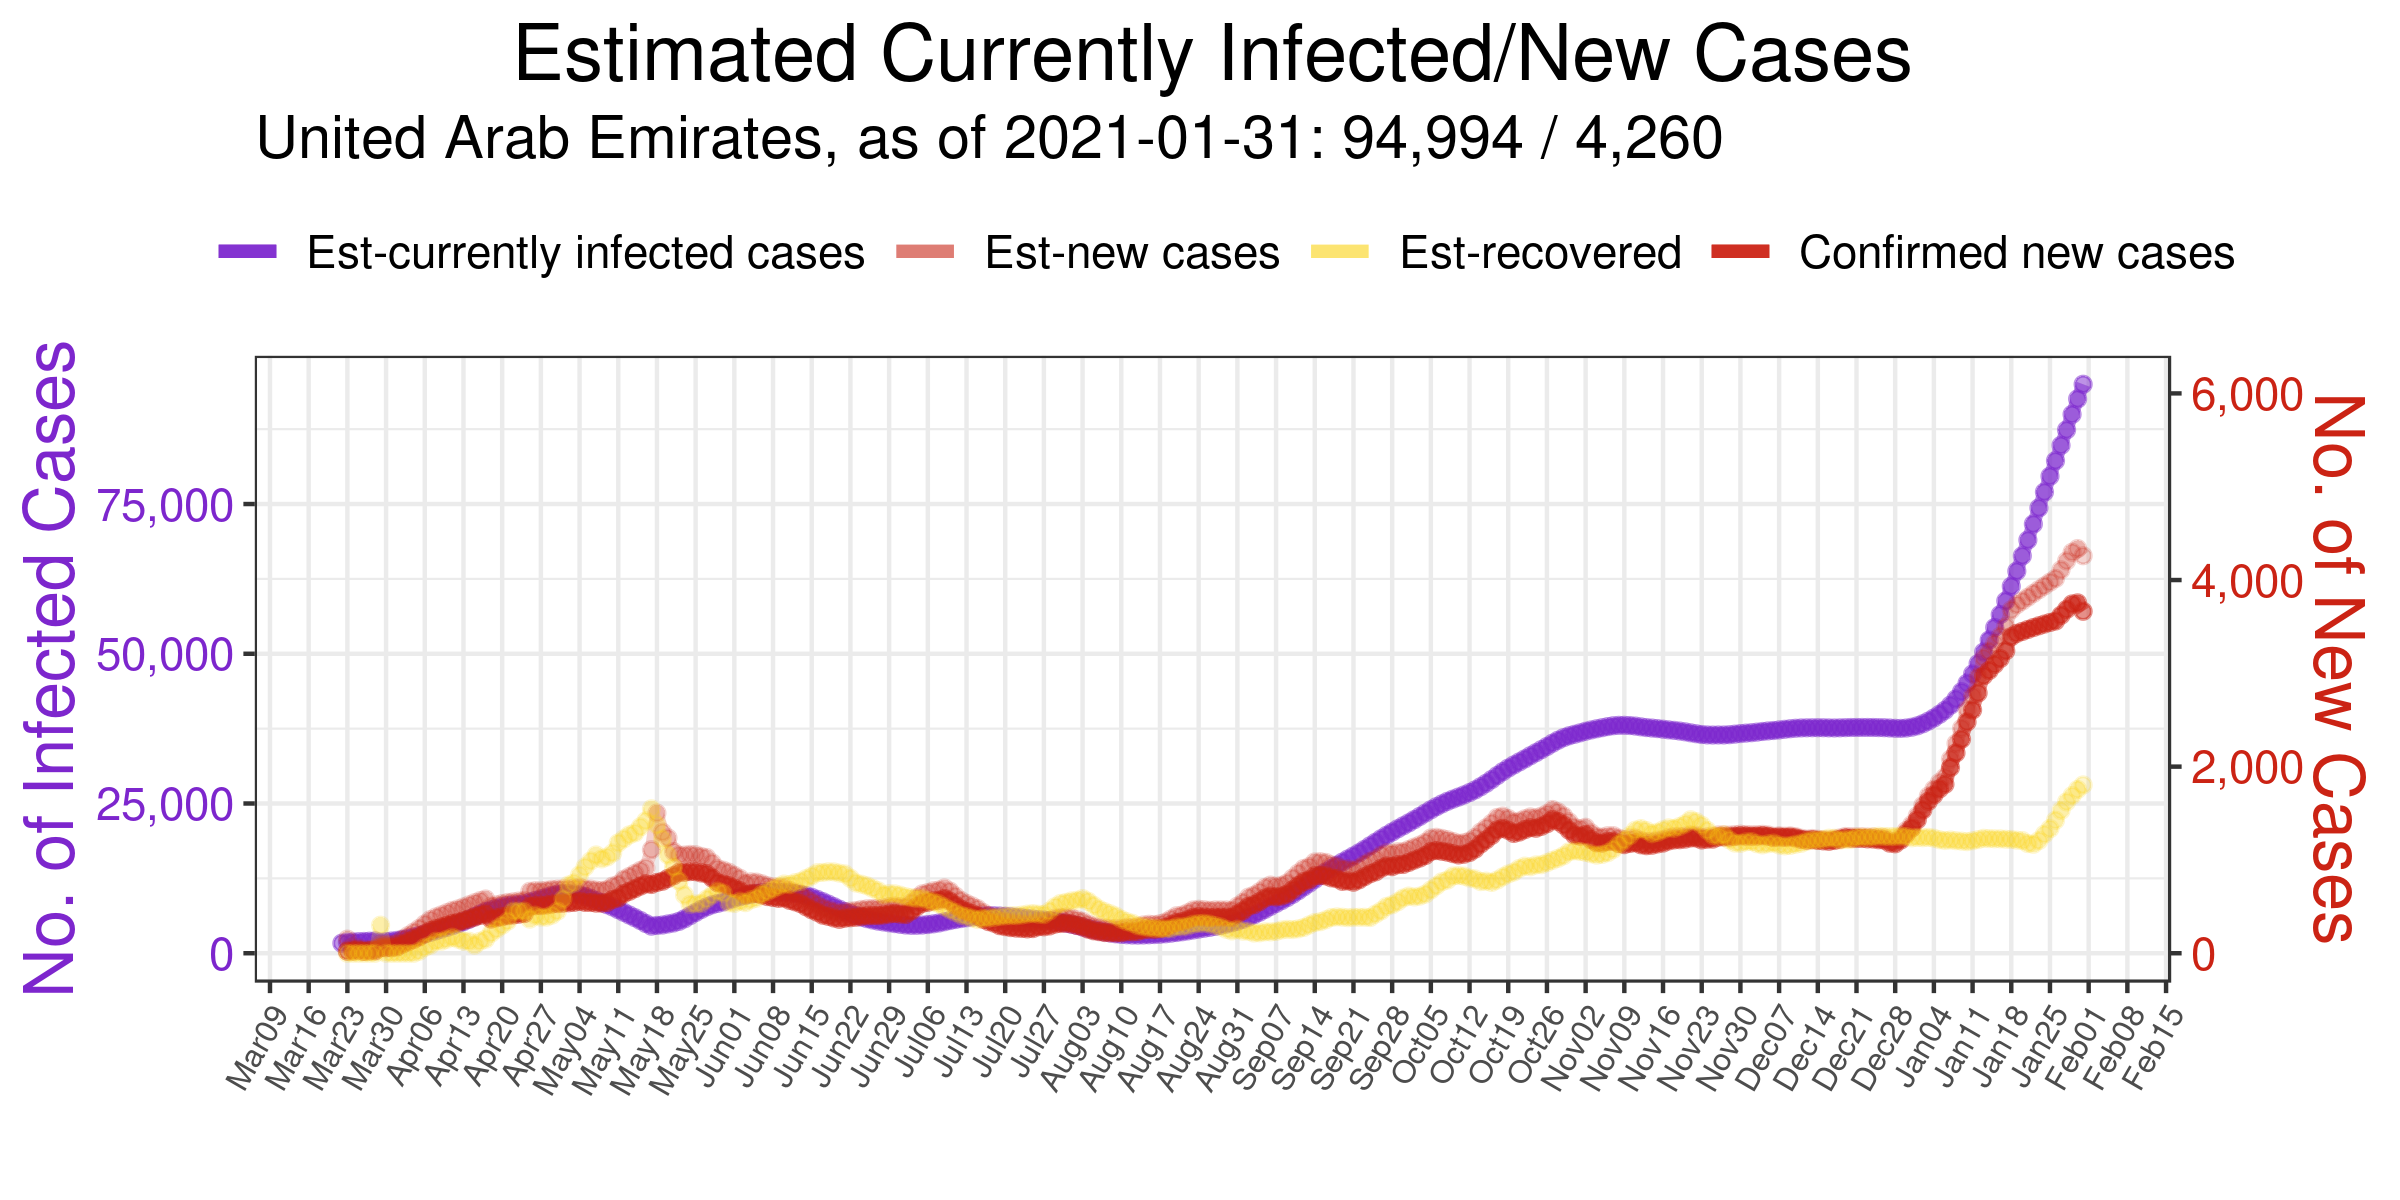 Estimated Currently Infected/New Cases
United Arab Emirates, as of 2021-01-31: 94,994 / 4,260
Est-currently infected cases Est-new cases Est-recovered Confirmed new cases
No. of Infected Cases
75,000
50,000
25,000
0
6,000
4,000
2,000
0
No. of New Cases
Mar09 Mar16 Mar23 Mar30 Apr06 Apr13 Apr20 Apr27 May04 May11 May18 May25 Jun01 Jun08 Jun15 Jun22 Jun29 Jul06 Jul13 Jul20 Jul27 Aug03 Aug10 Aug17 Aug24 Aug31 Sep07 Sep14 Sep21 Sep28 Oct05 Oct12 Oct19 Oct26 Nov02 Nov09 Nov16 Nov23 Nov30 Dec07 Dec14 Dec21 Dec28 Jan04 Jan11 Jan18 Jan25 Feb01 Feb08 Feb15